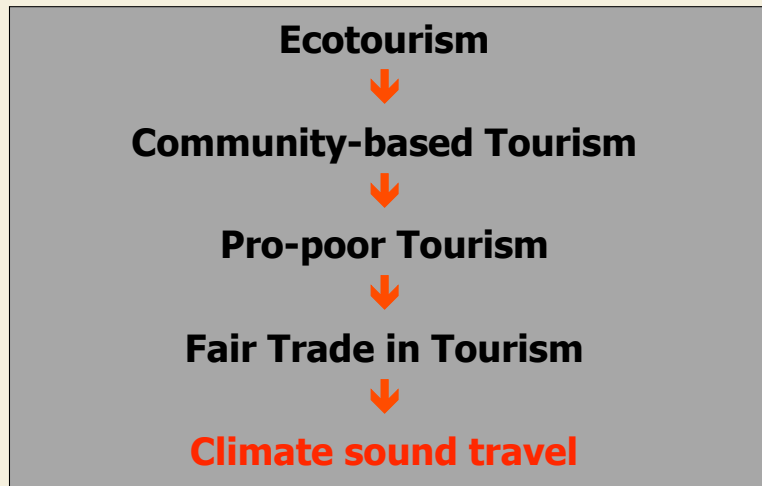 Ecotourism
Community-based Tourism
Pro-poor Tourism
Fair Trade in Tourism
Climate sound travel